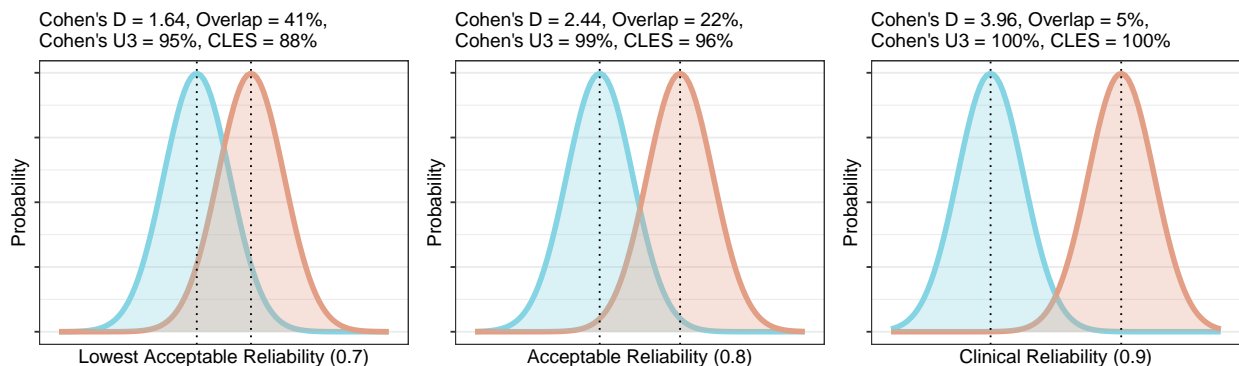 Cohen's D = 1.64, Overlap = 41%,
Cohen's U3 = 95%, CLES = 88%
Probability
Lowest Acceptable Reliability (0.7)
Cohen's D = 2.44, Overlap = 22%,
Cohen's U3 = 99%, CLES = 96%
Probability
Acceptable Reliability (0.8)
Cohen's D = 3.96, Overlap = 5%,
Cohen's U3 = 100%, CLES = 100%
Probability
Clinical Reliability (0.9)